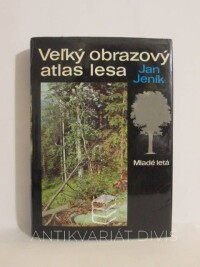 Veľký obrazový
atlas lesa
Jan
Jeník
Mladé letá
ANTIKVARIÁT DIVIŠ